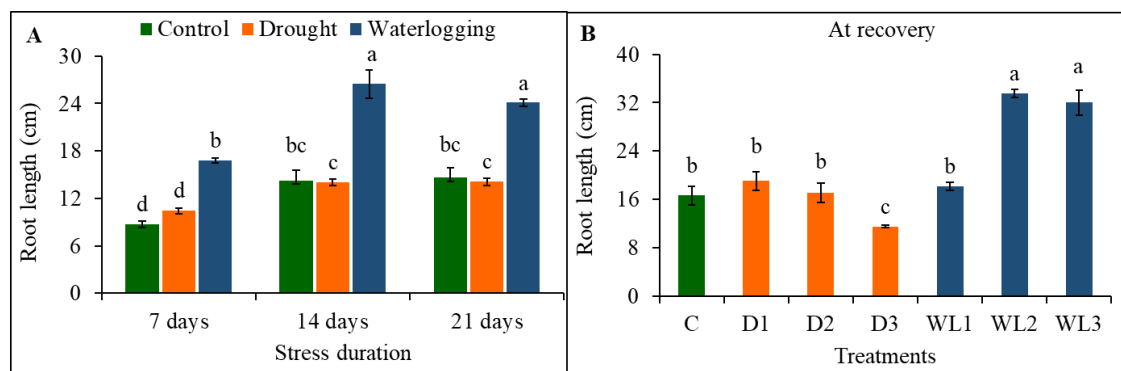 A
Control Drought Waterlogging
Root length (cm)
30
24
18
12
6
0
d d b
bc c a
bc c a
7 days 14 days 21 days
Stress duration
B
At recovery
Root length (cm)
40
32
24
16
8
0
b b b c b a a
C D1 D2 D3 WL1 WL2 WL3
Treatments